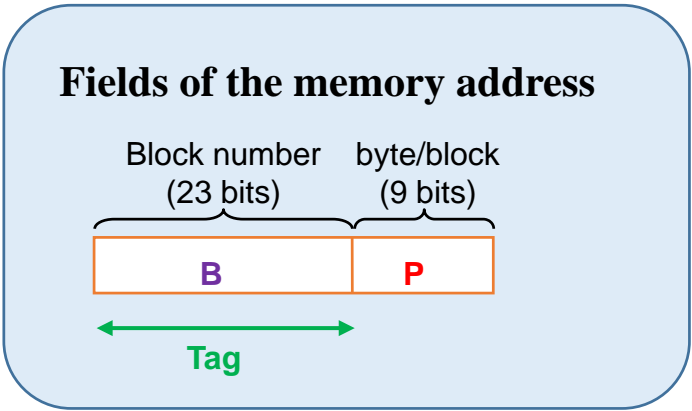 Fields of the memory address
Block number byte/block
(23 bits) (9 bits)
B P
Tag